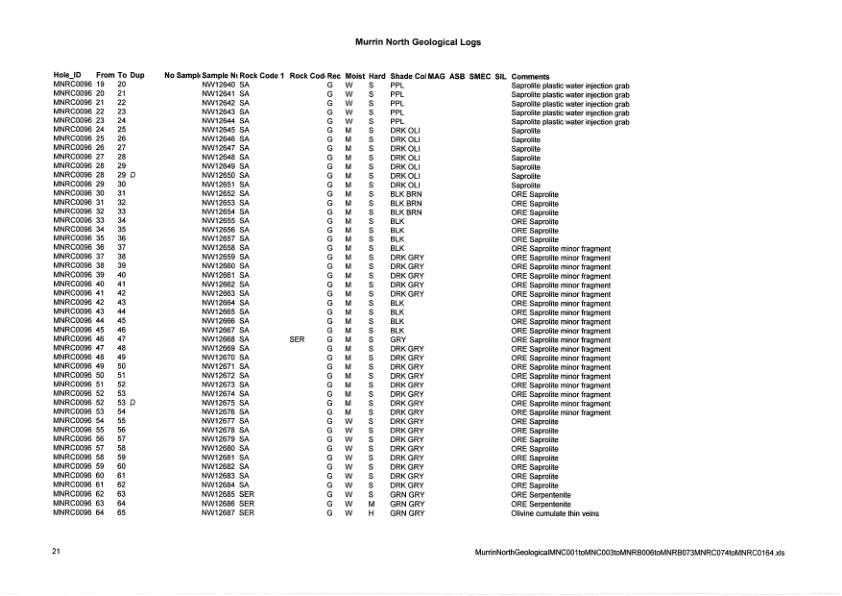 Murrin North Geological Logs
Hole_ID From To Dup No Sampl Sample Nu Rock Code 1 Rock Cod Rec Moist Hard Shade Col MAG ASB SMEC SIL Comments
MNRC0096 19 20 NW12640 SA G W S PPL Saprolite plastic water injection grab
MNRC0096 20 21 NW12641 SA G W S PPL Saprolite plastic water injection grab
MNRC0096 21 22 NW12642 SA G W S PPL Saprolite plastic water injection grab
MNRC0096 22 23 NW12643 SA G W S PPL Saprolite plastic water injection grab
MNRC0096 23 24 NW12644 SA G W S PPL Saprolite plastic water injection grab
MNRC0096 24 25 NW12645 SA G M S DRK OLI Saprolite
MNRC0096 25 26 NW12646 SA G M S DRK OLI Saprolite
MNRC0096 26 27 NW12647 SA G M S DRK OLI Saprolite
MNRC0096 27 28 NW12648 SA G M S DRK OLI Saprolite
MNRC0096 28 29 NW12649 SA G M S DRK OLI Saprolite
MNRC0096 28 29 D NW12650 SA G M S DRK OLI Saprolite
MNRC0096 29 30 NW12651 SA G M S DRK OLI Saprolite
MNRC0096 30 31 NW12652 SA G M S BLK BRN ORE Saprolite
MNRC0096 31 32 NW12653 SA G M S BLK BRN ORE Saprolite
MNRC0096 32 33 NW12654 SA G M S BLK BRN ORE Saprolite
MNRC0096 33 34 NW12655 SA G M S BLK ORE Saprolite
MNRC0096 34 35 NW12656 SA G M S BLK ORE Saprolite
MNRC0096 35 36 NW12657 SA G M S BLK ORE Saprolite
MNRC0096 36 37 NW12658 SA G M S BLK ORE Saprolite minor fragment
MNRC0096 37 38 NW12659 SA G M S DRK GRY ORE Saprolite minor fragment
MNRC0096 38 39 NW12660 SA G M S DRK GRY ORE Saprolite minor fragment
MNRC0096 39 40 NW12661 SA G M S DRK GRY ORE Saprolite minor fragment
MNRC0096 40 41 NW12662 SA G M S DRK GRY ORE Saprolite minor fragment
MNRC0096 41 42 NW12663 SA G M S DRK GRY ORE Saprolite minor fragment
MNRC0096 42 43 NW12664 SA G M S BLK ORE Saprolite minor fragment
MNRC0096 43 44 NW12665 SA G M S BLK ORE Saprolite minor fragment
MNRC0096 44 45 NW12666 SA G M S BLK ORE Saprolite minor fragment
MNRC0096 45 46 NW12667 SA G M S BLK ORE Saprolite minor fragment
MNRC0096 46 47 NW12668 SA SER G M S GRY ORE Saprolite minor fragment
MNRC0096 47 48 NW12669 SA G M S DRK GRY ORE Saprolite minor fragment
MNRC0096 48 49 NW12670 SA G M S DRK GRY ORE Saprolite minor fragment
MNRC0096 49 50 NW12671 SA G M S DRK GRY ORE Saprolite minor fragment
MNRC0096 50 51 NW12672 SA G M S DRK GRY ORE Saprolite minor fragment
MNRC0096 51 52 NW12673 SA G M S DRK GRY ORE Saprolite minor fragment
MNRC0096 52 53 NW12674 SA G M S DRK GRY ORE Saprolite minor fragment
MNRC0096 52 53 D NW12675 SA G M S DRK GRY ORE Saprolite minor fragment
MNRC0096 53 54 NW12676 SA G M S DRK GRY ORE Saprolite minor fragment
MNRC0096 54 55 NW12677 SA G W S DRK GRY ORE Saprolite
MNRC0096 55 56 NW12678 SA G W S DRK GRY ORE Saprolite
MNRC0096 56 57 NW12679 SA G W S DRK GRY ORE Saprolite
MNRC0096 57 58 NW12680 SA G W S DRK GRY ORE Saprolite
MNRC0096 58 59 NW12681 SA G W S DRK GRY ORE Saprolite
MNRC0096 59 60 NW12682 SA G W S DRK GRY ORE Saprolite
MNRC0096 60 61 NW12683 SA G W S DRK GRY ORE Saprolite
MNRC0096 61 62 NW12684 SA G W S DRK GRY ORE Saprolite
MNRC0096 62 63 NW12685 SER G W S GRN GRY ORE Serpentenite
MNRC0096 63 64 NW12686 SER G W M GRN GRY ORE Serpentenite
MNRC0096 64 65 NW12687 SER G W H GRN GRY Olivine cumulate thin veins
21 MurrinNorthGeologicalMNC001toMNC003toMNRB006toMNRB073MNRC074toMNRC0164.xls